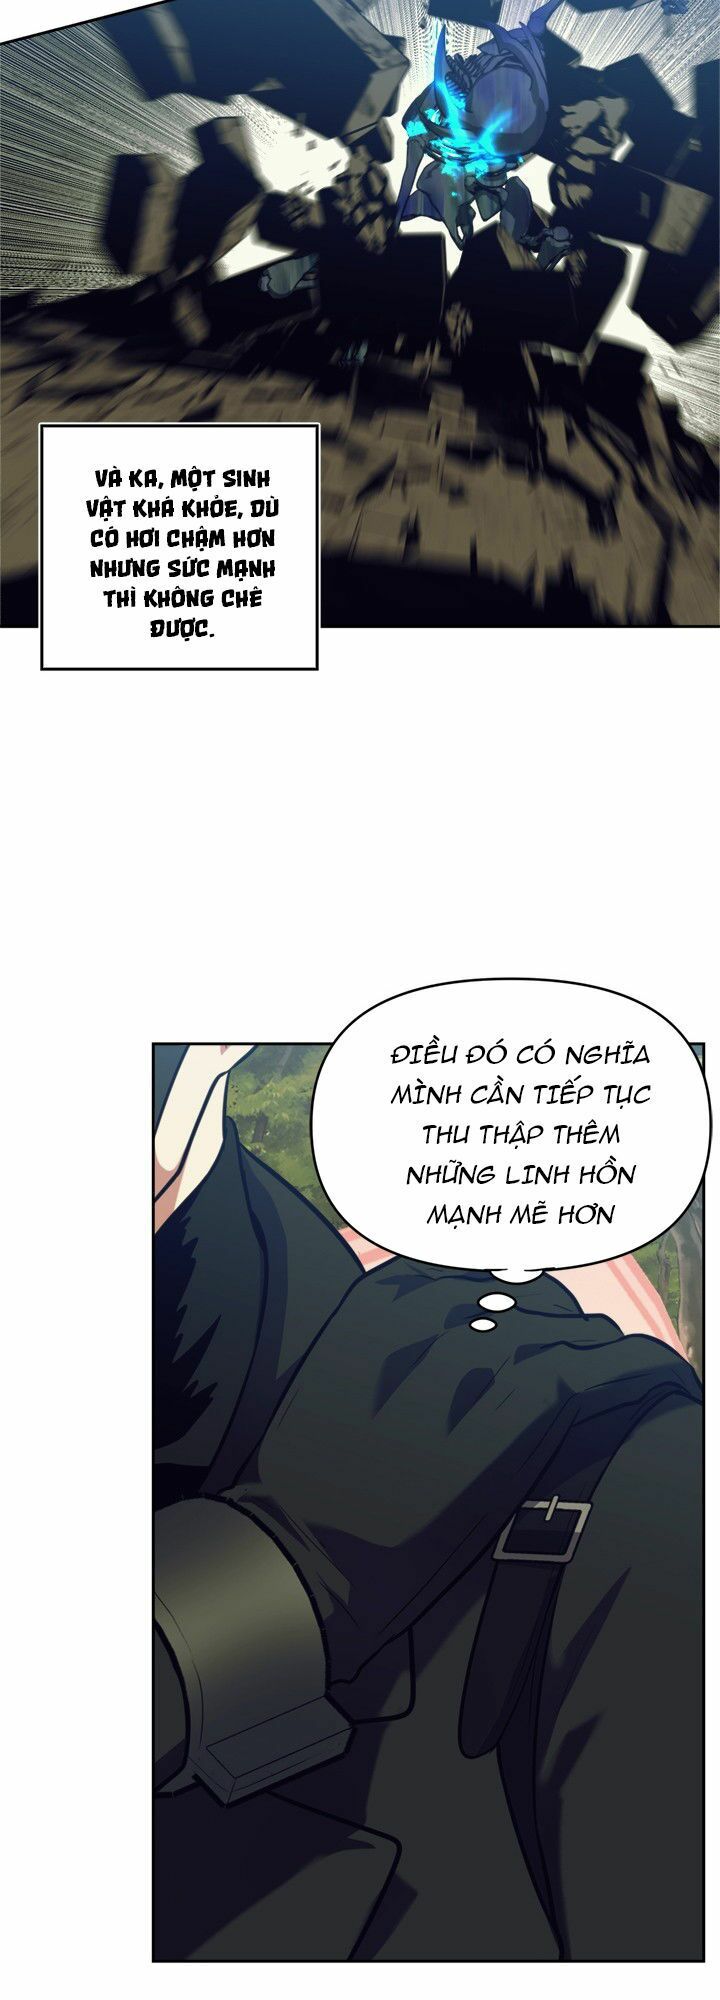 VÀ KA, MỘT SINH
VẬT KHÁ KHỎE, DÙ
CÓ HƠI CHẬM HƠN
NHƯNG SỨC MẠNH
THÌ KHÔNG CHÊ
ĐƯỢC.
ĐIỀU ĐÓ CÓ NGHĨA
MÌNH CẦN TIẾP TỤC
THU THẬP THÊM
NHỮNG LINH HỒN
MẠNH MẼ HƠN